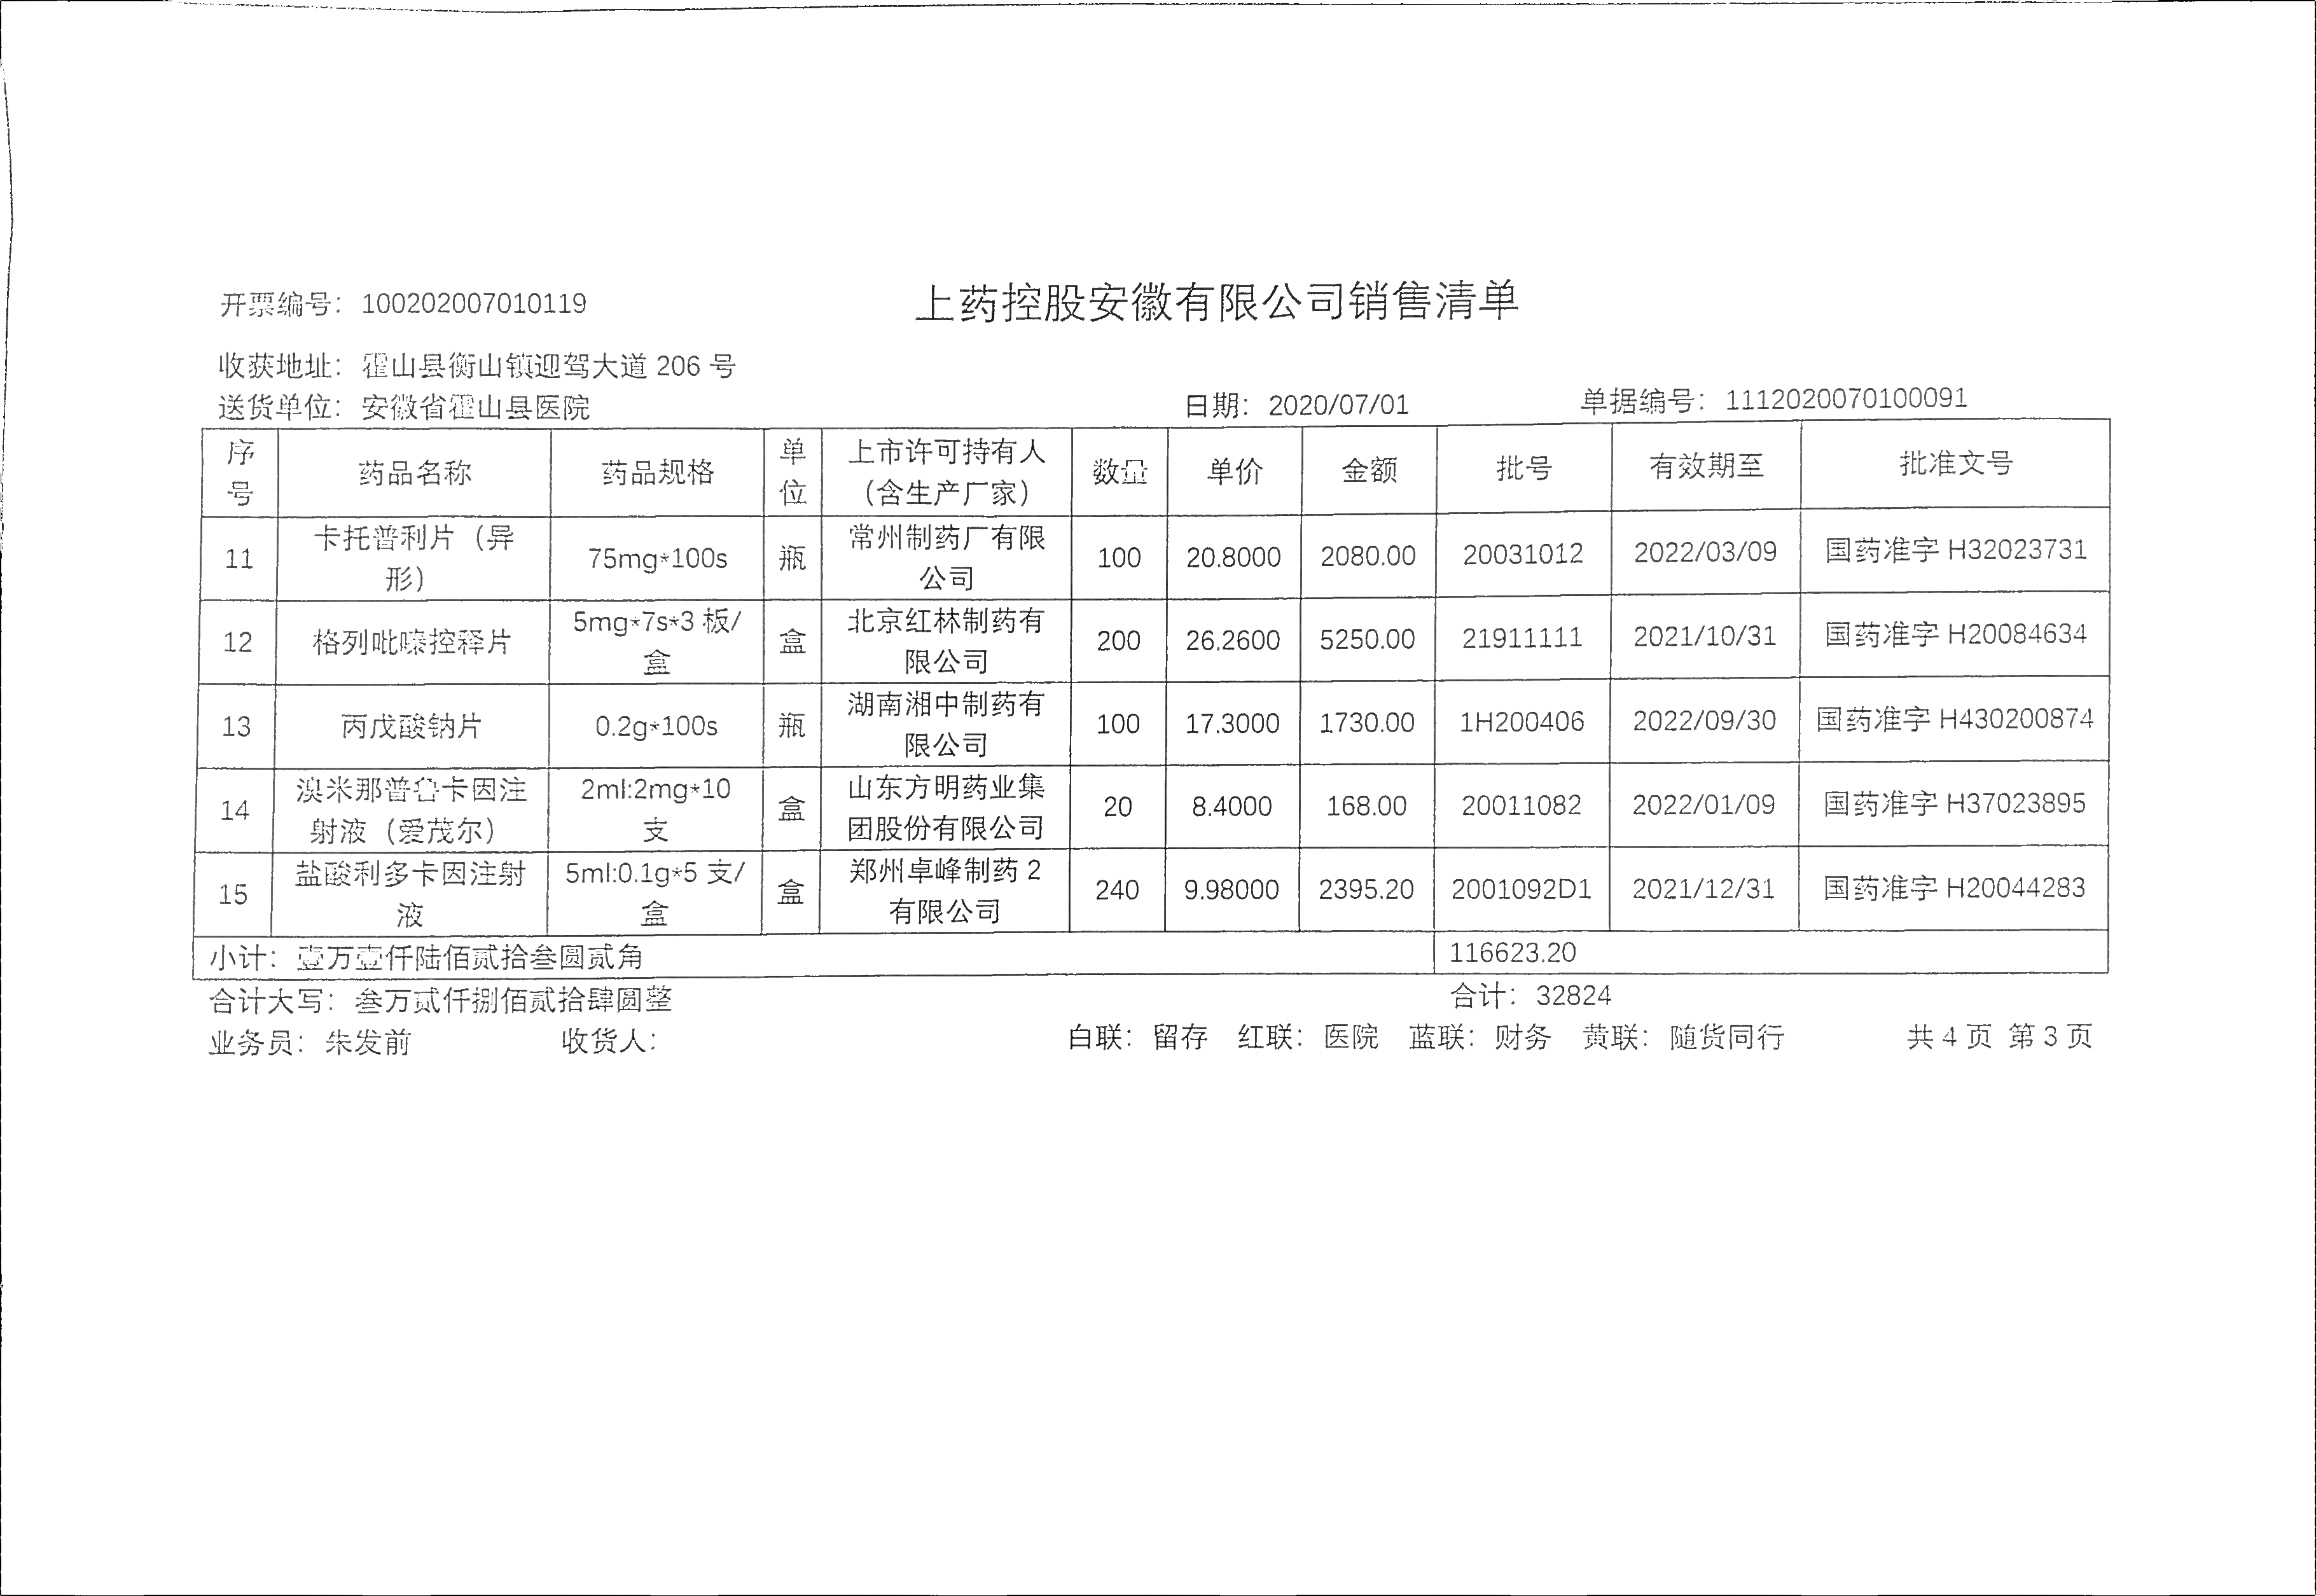 上药控股安徽有限公司销售清单
开票编号：100202007010119
收获地址：霍山县衡山镇迎驾大道 206 号
送货单位：安徽省霍山县医院 日期：2020/07/01 单据编号：1112020070100091
序号 药品名称 药品规格 单位 上市许可持有人（含生产厂家） 数量 单价 金额 批号 有效期至 批准文号
11 卡托普利片（异形） 75mg*100s 瓶 常州制药厂有限公司 100 20.8000 2080.00 20031012 2022/03/09 国药准字 H32023731
12 格列吡嗪控释片 5mg*7s*3 板/盒 盒 北京红林制药有限公司 200 26.2600 5250.00 21911111 2021/10/31 国药准字 H20084634
13 丙戊酸钠片 0.2g*100s 瓶 湖南湘中制药有限公司 100 17.3000 1730.00 1H200406 2022/09/30 国药准字 H430200874
14 溴米那普鲁卡因注射液（爱茂尔） 2ml:2mg*10支 盒 山东方明药业集团股份有限公司 20 8.4000 168.00 20011082 2022/01/09 国药准字 H37023895
15 盐酸利多卡因注射液 5ml:0.1g*5 支/盒 盒 郑州卓峰制药 2有限公司 240 9.98000 2395.20 2001092D1 2021/12/31 国药准字 H20044283
小计：壹万壹仟陆佰贰拾叁圆贰角 116623.20
合计大写：叁万贰仟捌佰贰拾肆圆整 合计：32824
业务员：朱发前 收货人： 白联：留存 红联：医院 蓝联：财务 黄联：随货同行 共 4 页 第 3 页